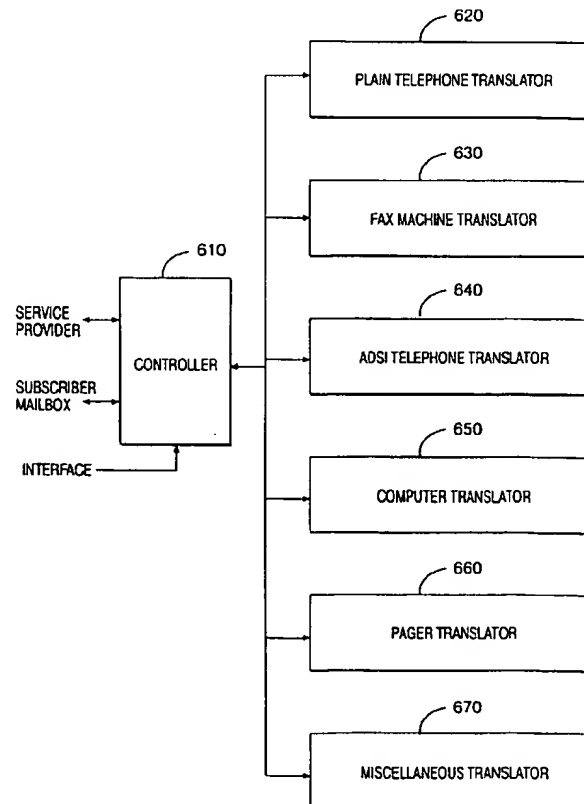 620
PLAIN TELEPHONE TRANSLATOR
630
FAX MACHINE TRANSLATOR
610
640
SERVICE
PROVIDER
CONTROLLER
ADSI TELEPHONE TRANSLATOR
SUBSCRIBER
MAILBOX
650
INTERFACE
COMPUTER TRANSLATOR
660
PAGER TRANSLATOR
670
MISCELLANEOUS TRANSLATOR